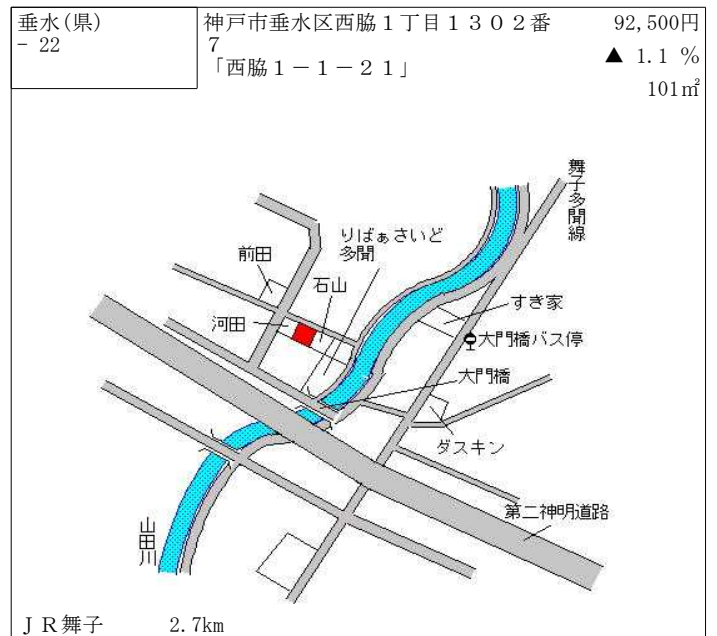 垂水(県)
- 22
神戸市垂水区西脇１丁目１３０２番
7
「西脇１－１－２１」
92,500円
▲ 1.1 %
101㎡
舞子多聞線
りばぁさいど
多聞
前田
石山
河田
すき家
大門橋バス停
大門橋
ダスキン
第二神明道路
山田川
ＪＲ舞子 2.7km